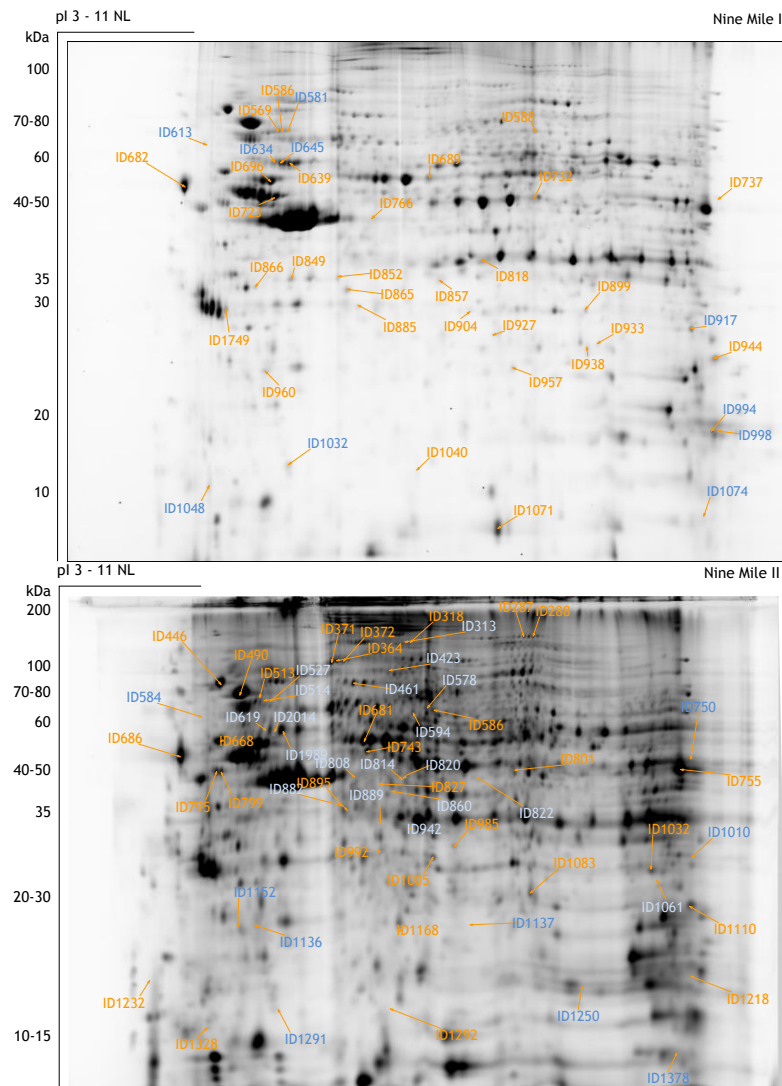 pI 3 - 11 NL
Nine Mile I
kDa
100
70-80
60
40-50
35
30
20
10
ID586
ID569
ID581
ID588
ID613
ID634
ID645
ID682
ID696
ID639
ID689
ID723
ID766
ID732
ID737
ID866
ID849
ID852
ID818
ID865
ID857
ID899
ID1749
ID885
ID904
ID927
ID933
ID917
ID938
ID944
ID960
ID957
ID994
ID998
ID1032
ID1040
ID1048
ID1071
ID1074
pI 3 - 11 NL
Nine Mile II
kDa
200
100
70-80
60
40-50
35
20-30
10-15
ID287
ID288
ID318
ID313
ID371
ID372
ID364
ID446
ID490
ID513
ID527
ID423
ID514
ID461
ID578
ID584
ID619
ID2014
ID681
ID594
ID586
ID750
ID686
ID668
ID743
ID808
ID814
ID820
ID801
ID755
ID799
ID895
ID889
ID827
ID860
ID822
ID942
ID985
ID992
ID1032
ID1010
ID1005
ID1083
ID1061
ID1152
ID1136
ID1168
ID1137
ID1110
ID1232
ID1218
ID1328
ID1291
ID1292
ID1250
ID1378